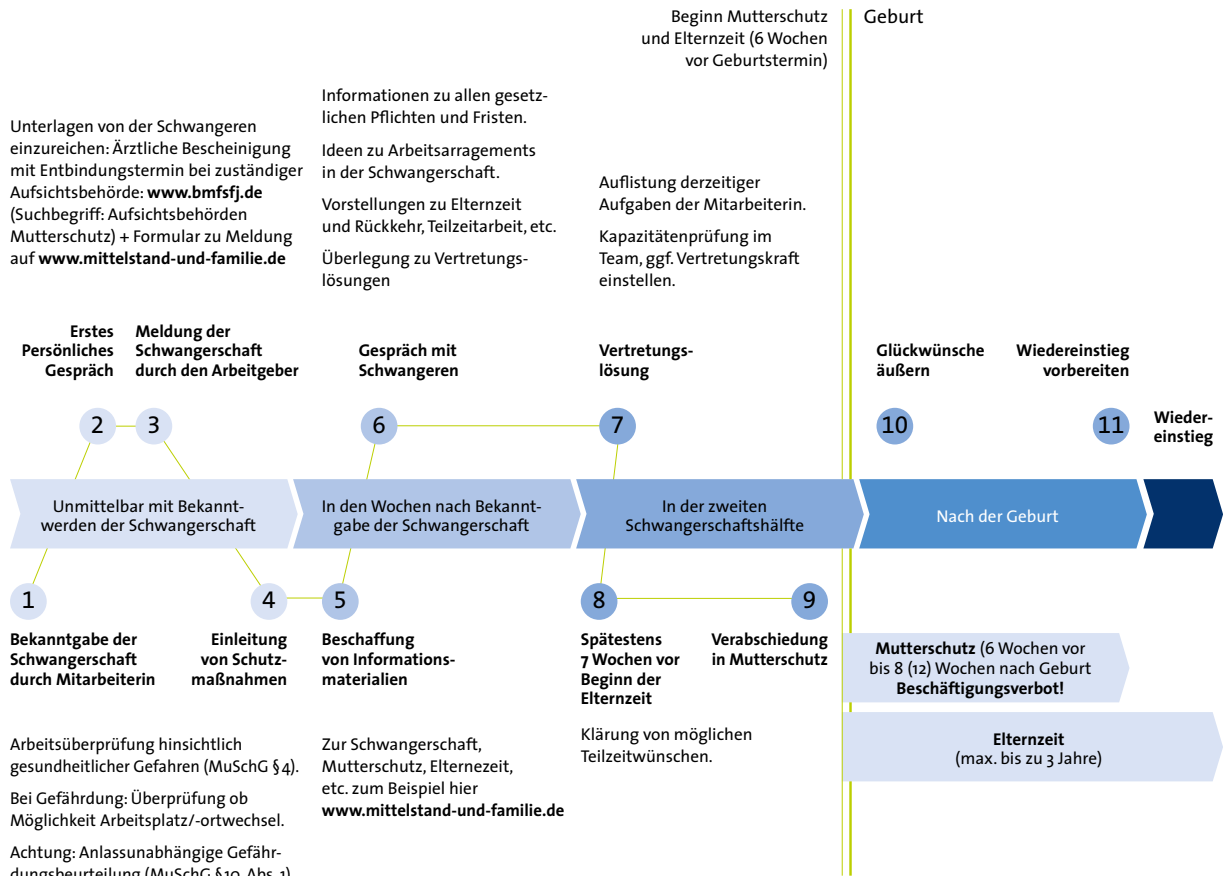 Beginn Mutterschutz
und Elternzeit (6 Wochen
vor Geburtstermin)
Geburt
Unterlagen von der Schwangeren
einzureichen: Ärztliche Bescheinigung
mit Entbindungstermin bei zuständiger
Aufsichtsbehörde: www.bmfsfj.de
(Suchbegriff: Aufsichtsbehörden
Mutterschutz) + Formular zu Meldung
auf www.mittelstand-und-familie.de
Informationen zu allen gesetz-
lichen Pflichten und Fristen.
Ideen zu Arbeitsarragements
in der Schwangerschaft.
Vorstellungen zu Elternzeit
und Rückkehr, Teilzeitarbeit, etc.
Überlegung zu Vertretungs-
lösungen
Auflistung derzeitiger
Aufgaben der Mitarbeiterin.
Kapazitätenprüfung im
Team, ggf. Vertretungskraft
einstellen.
Erstes
Persönliches
Gespräch
Meldung der
Schwangerschaft
durch den Arbeitgeber
Gespräch mit
Schwangeren
Vertretungs-
lösung
Glückwünsche
äußern
Wiedereinstieg
vorbereiten
2
3
6
7
10
11
Wieder-
einstieg
Unmittelbar mit Bekannt-
werden der Schwangerschaft
In den Wochen nach Bekannt-
gabe der Schwangerschaft
In der zweiten
Schwangerschaftshälfte
Nach der Geburt
1
4
5
8
9
Bekanntgabe der
Schwangerschaft
durch Mitarbeiterin
Einleitung
von Schutz-
maßnahmen
Beschaffung
von Informations-
materialien
Spätestens
7 Wochen vor
Beginn der
Elternzeit
Verabschiedung
in Mutterschutz
Mutterschutz (6 Wochen vor
bis 8 (12) Wochen nach Geburt
Beschäftigungsverbot!
Elternzeit
(max. bis zu 3 Jahre)
Arbeitsüberprüfung hinsichtlich
gesundheitlicher Gefahren (MuSchG §4).
Bei Gefährdung: Überprüfung ob
Möglichkeit Arbeitsplatz/-ortwechsel.
Achtung: Anlassunabhängige Gefähr-
dungsbeurteilung (MuSchG §10, Abs. 1)
Zur Schwangerschaft,
Mutterschutz, Elternezeit,
etc. zum Beispiel hier
www.mittelstand-und-familie.de
Klärung von möglichen
Teilzeitwünschen.